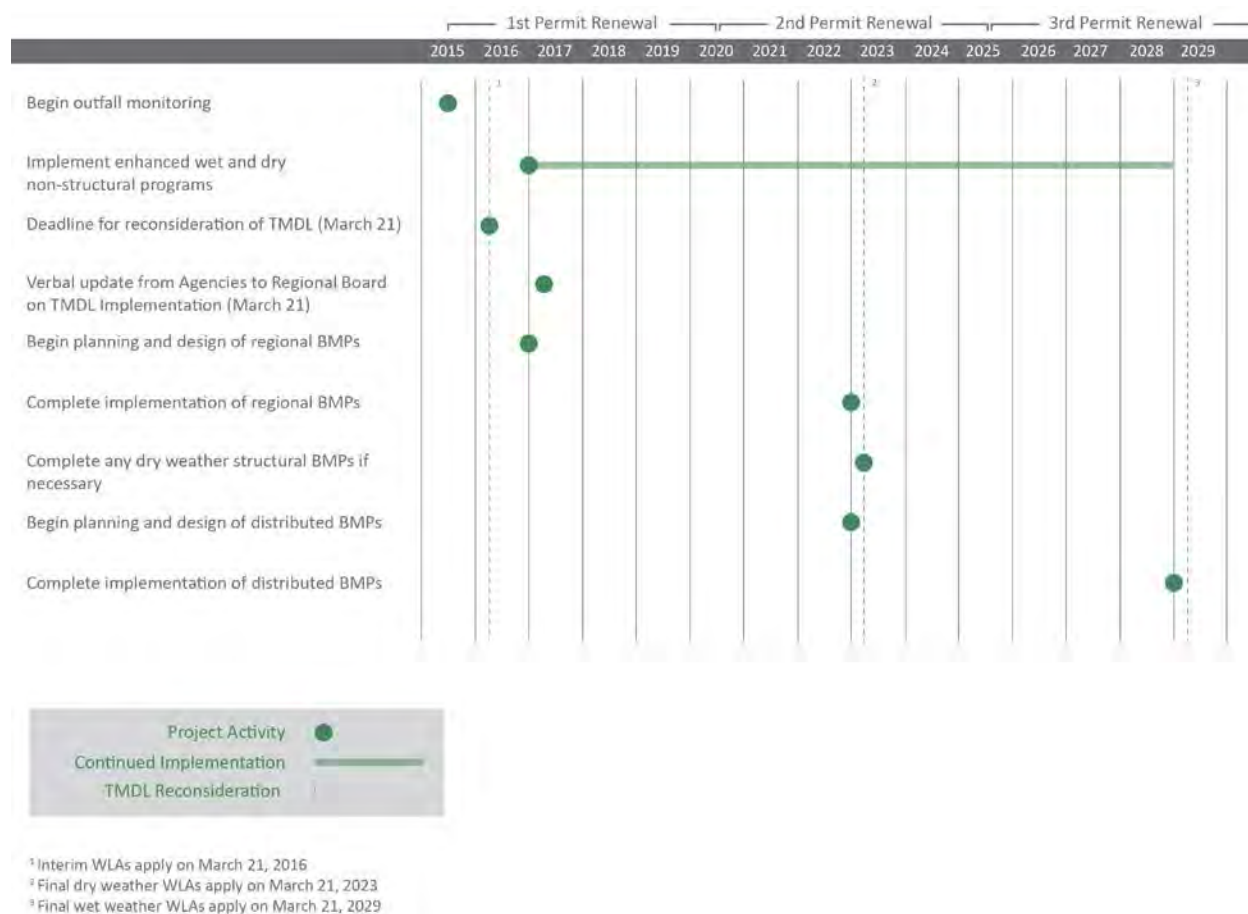 1st Permit Renewal 2nd Permit Renewal 3rd Permit Renewal
2015 2016 2017 2018 2019 2020 2021 2022 2023 2024 2025 2026 2027 2028 2029
1 2 3
Begin outfall monitoring
Implement enhanced wet and dry
non-structural programs
Deadline for reconsideration of TMDL (March 21)
Verbal update from Agencies to Regional Board
on TMDL Implementation (March 21)
Begin planning and design of regional BMPs
Complete implementation of regional BMPs
Complete any dry weather structural BMPs if
necessary
Begin planning and design of distributed BMPs
Complete implementation of distributed BMPs
Project Activity
Continued Implementation
TMDL Reconsideration
¹ Interim WLAs apply on March 21, 2016
² Final dry weather WLAs apply on March 21, 2023
³ Final wet weather WLAs apply on March 21, 2029